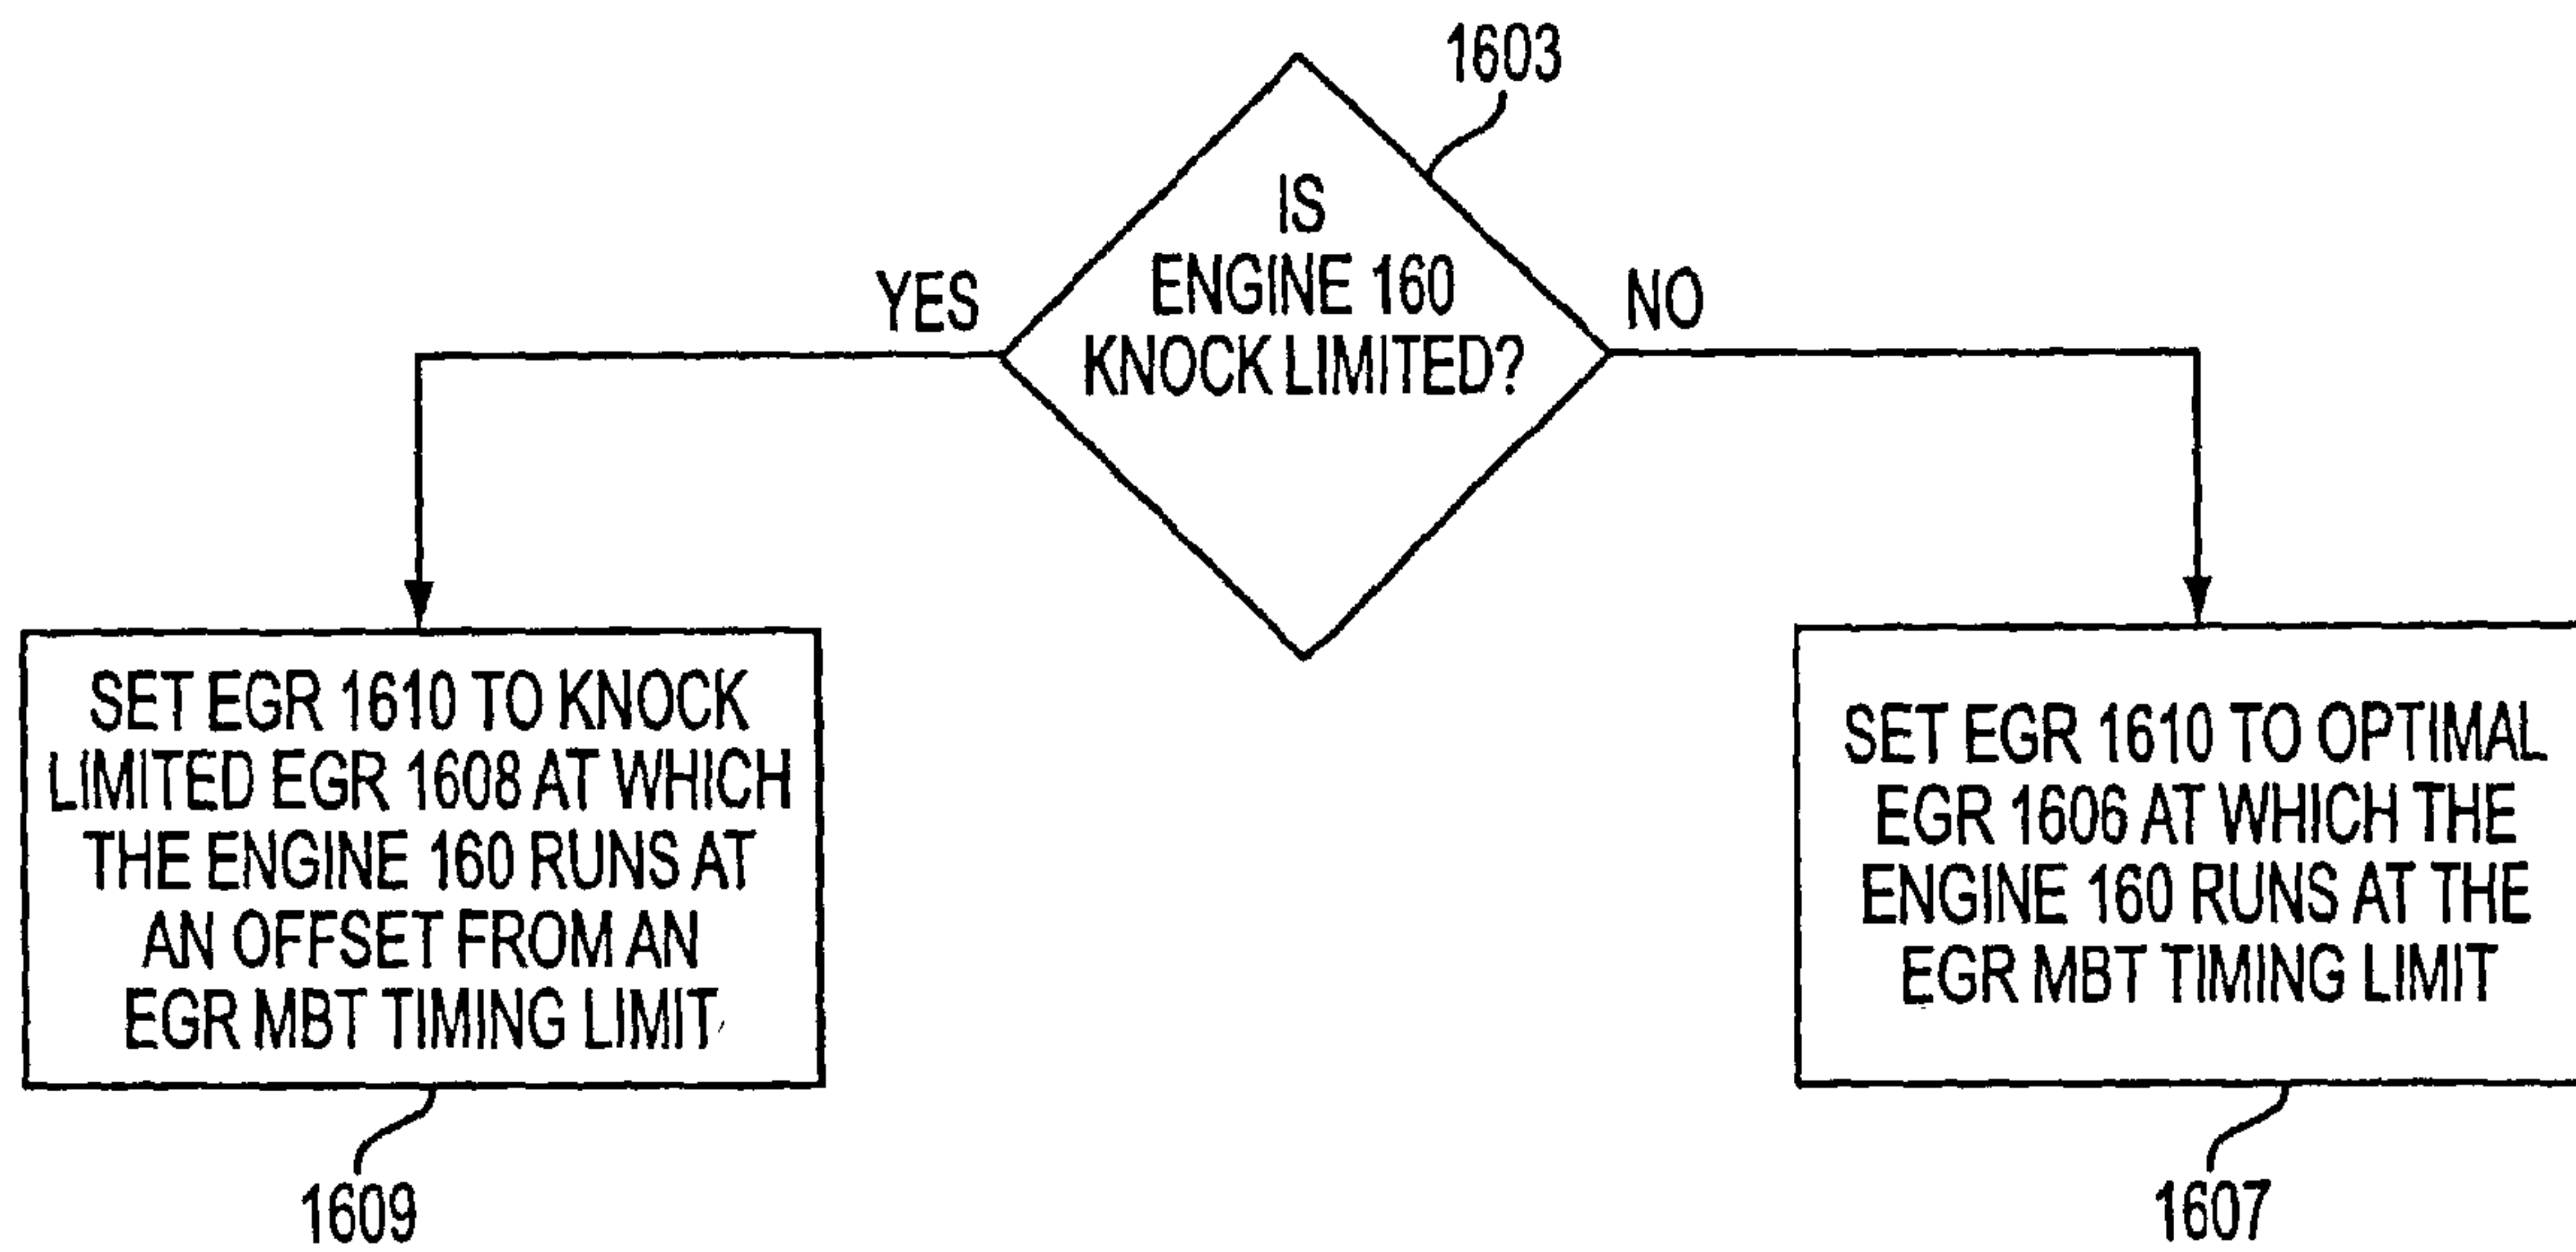 1603
IS
ENGINE 160
KNOCK LIMITED?
YES
NO
SET EGR 1610 TO KNOCK
LIMITED EGR 1608 AT WHICH
THE ENGINE 160 RUNS AT
AN OFFSET FROM AN
EGR MBT TIMING LIMIT
1609
SET EGR 1610 TO OPTIMAL
EGR 1606 AT WHICH THE
ENGINE 160 RUNS AT THE
EGR MBT TIMING LIMIT
1607